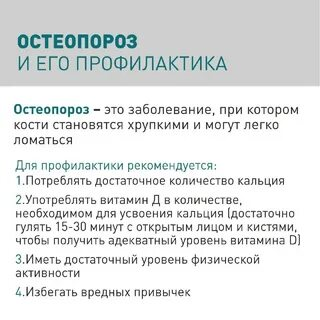 ОСТЕОПОРОЗ
И ЕГО ПРОФИЛАКТИКА
Остеопороз – это заболевание, при котором
кости становятся хрупкими и могут легко
ломаться
Для профилактики рекомендуется:
1.Потреблять достаточное количество кальция
2.Употреблять витамин Д в количестве,
необходимом для усвоения кальция (достаточно
гулять 15-30 минут с открытым лицом и кистями,
чтобы получить адекватный уровень витамина D)
3.Иметь достаточный уровень физической
активности
4.Избегать вредных привычек